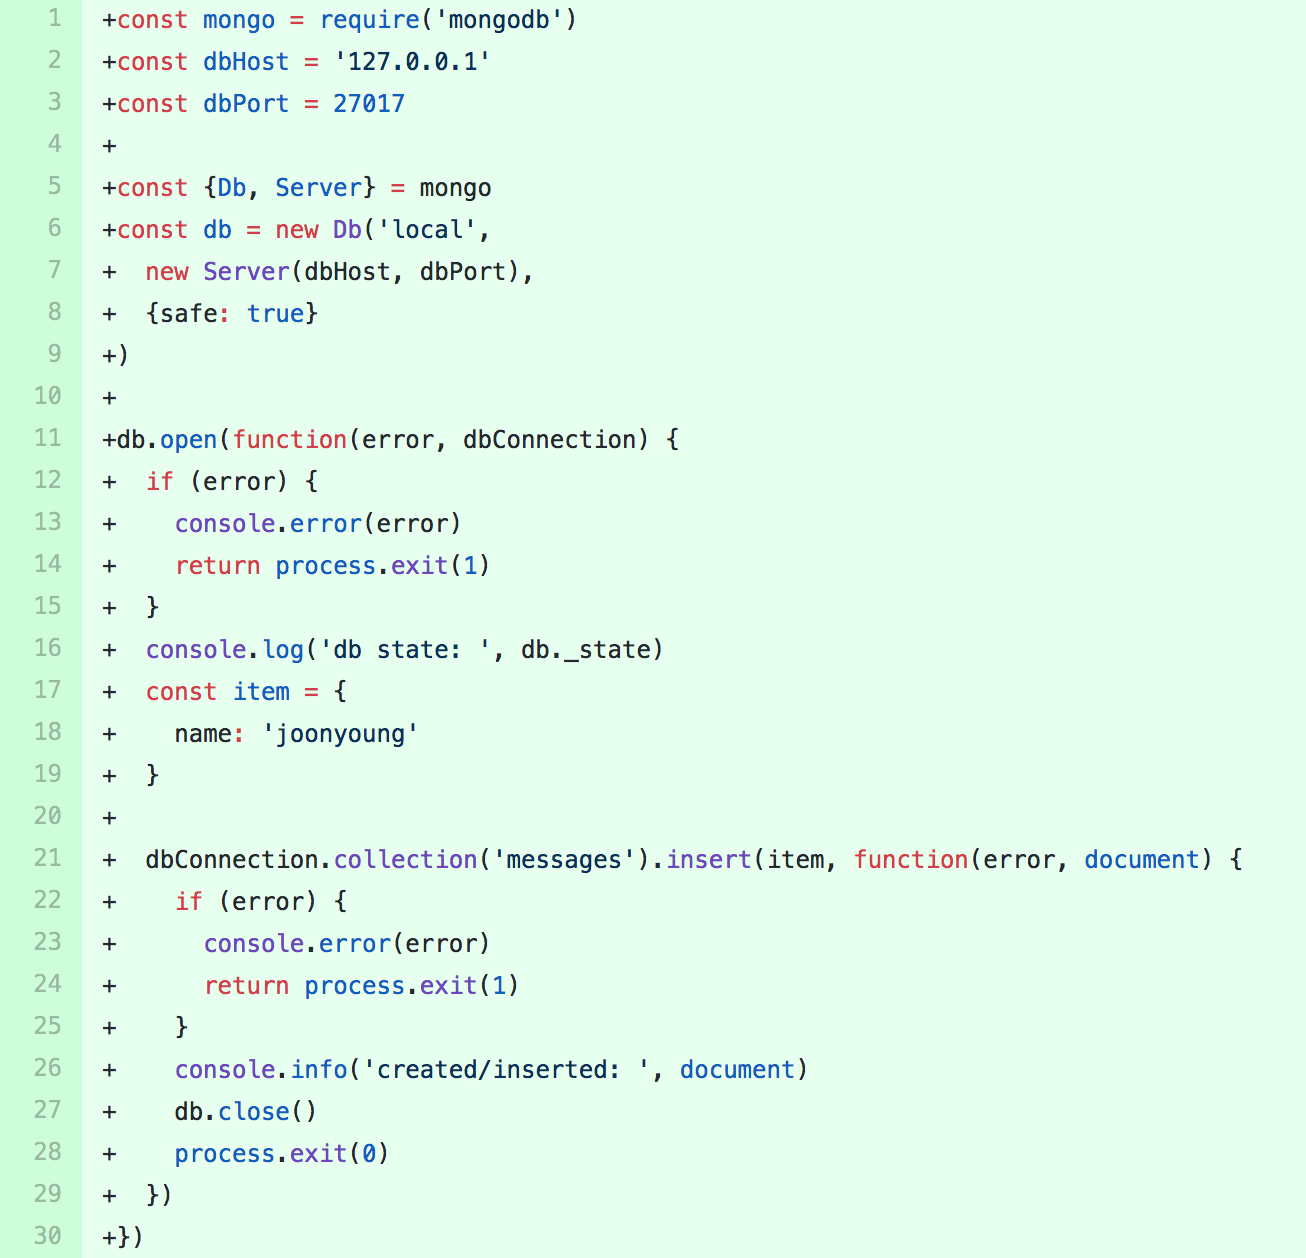 1 +const mongo = require('mongodb')
2 +const dbHost = '127.0.0.1'
3 +const dbPort = 27017
4 +
5 +const {Db, Server} = mongo
6 +const db = new Db('local',
7 +  new Server(dbHost, dbPort),
8 +  {safe: true}
9 +)
10 +
11 +db.open(function(error, dbConnection) {
12 +  if (error) {
13 +    console.error(error)
14 +    return process.exit(1)
15 +  }
16 +  console.log('db state: ', db._state)
17 +  const item = {
18 +    name: 'joonyoung'
19 +  }
20 +
21 +  dbConnection.collection('messages').insert(item, function(error, document) {
22 +    if (error) {
23 +      console.error(error)
24 +      return process.exit(1)
25 +    }
26 +    console.info('created/inserted: ', document)
27 +    db.close()
28 +    process.exit(0)
29 +  })
30 +})